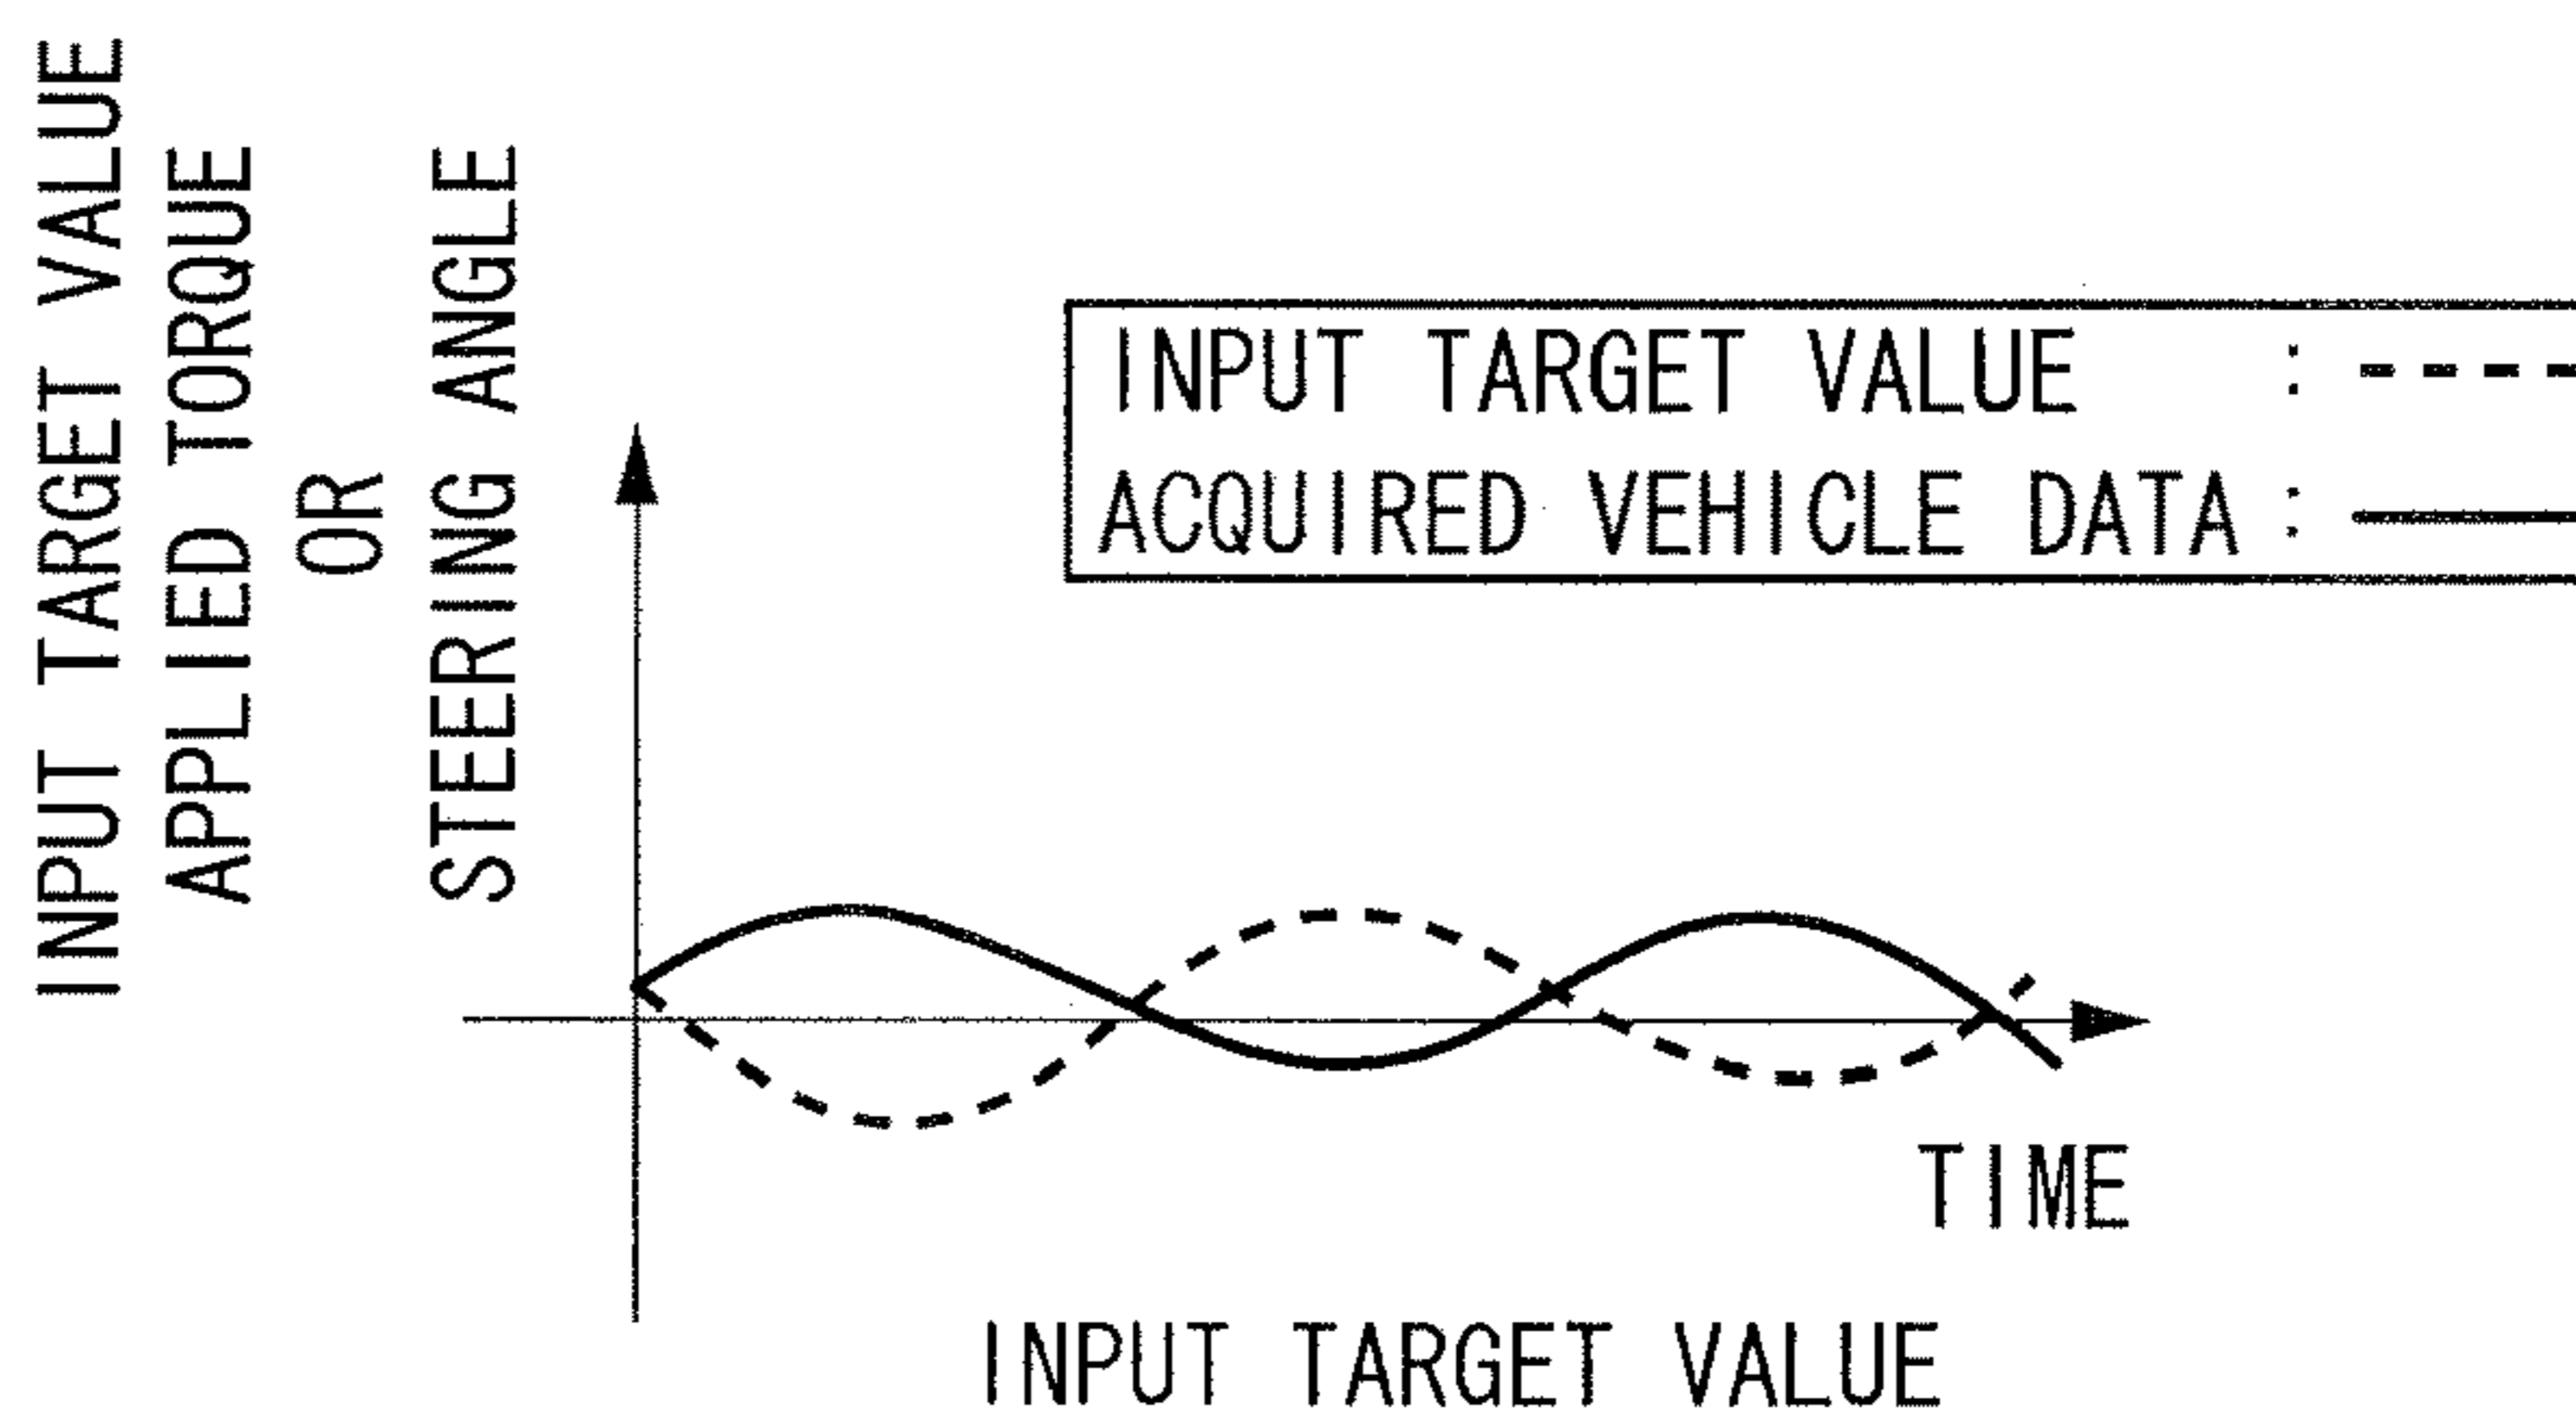 INPUT TARGET VALUE
APPLIED TORQUE
OR
STEERING ANGLE
INPUT TARGET VALUE :
ACQUIRED VEHICLE DATA :
TIME
INPUT TARGET VALUE